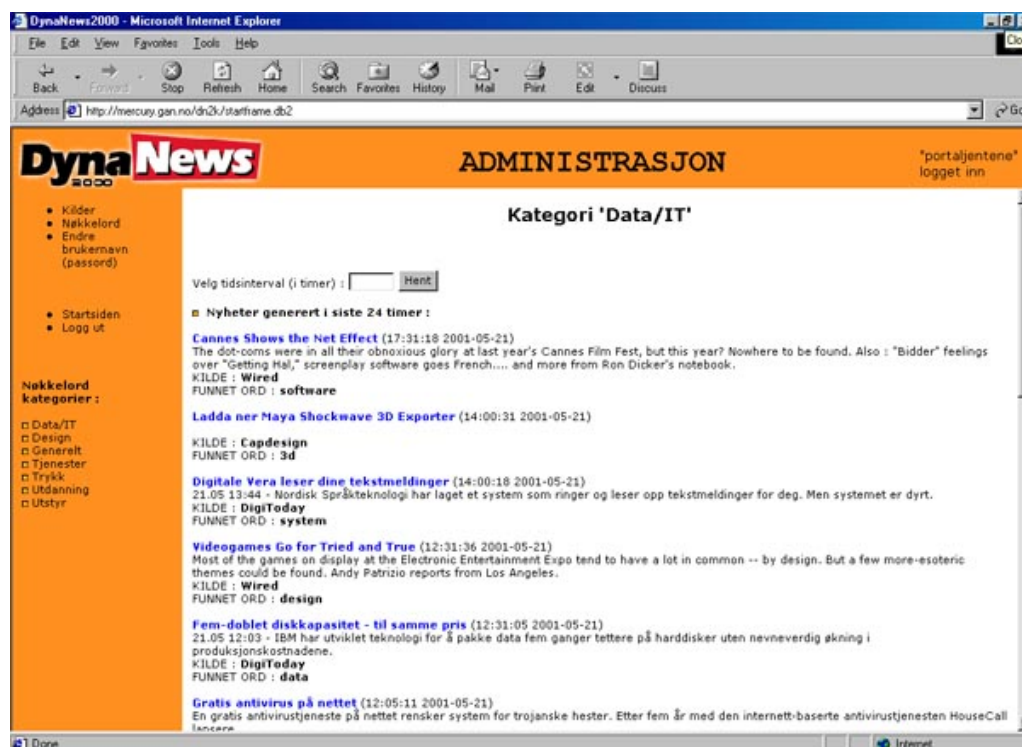 DynaNews2000 - Microsoft Internet Explorer
File Edit View Favorites Tools Help
Clo
Back Forward Stop Refresh Home Search Favorites History Mail Print Edit Discuss
Address http://mercury.gan.no/dn2k/startframe.db2 Go
DynaNews
2000
ADMINISTRASJON
"portaljentene"
logget inn
Kilder
Nøkkelord
Endre
brukernavn
(passord)
Startsiden
Logg ut
Nøkkelord
kategorier :
Data/IT
Design
Generelt
Tjenester
Trykk
Utdanning
Utstyr
Kategori 'Data/IT'
Velg tidsinterval (i timer) : Hent
Nyheter generert i siste 24 timer :
Cannes Shows the Net Effect (17:31:18 2001-05-21)
The dot-coms were in all their obnoxious glory at last year's Cannes Film Fest, but this year? Nowhere to be found. Also : "Bidder" feelings
over "Getting Hal," screenplay software goes French.... and more from Ron Dicker's notebook.
KILDE : Wired
FUNNET ORD : software
Ladda ner Maya Shockwave 3D Exporter (14:00:31 2001-05-21)
KILDE : Capdesign
FUNNET ORD : 3d
Digitale Vera leser dine tekstmeldinger (14:00:18 2001-05-21)
21.05 13:44 - Nordisk Språkteknologi har laget et system som ringer og leser opp tekstmeldinger for deg. Men systemet er dyrt.
KILDE : DigiToday
FUNNET ORD : system
Videogames Go for Tried and True (12:31:36 2001-05-21)
Most of the games on display at the Electronic Entertainment Expo tend to have a lot in common -- by design. But a few more-esoteric
themes could be found. Andy Patrizio reports from Los Angeles.
KILDE : Wired
FUNNET ORD : design
Fem-doblet diskkapasitet - til samme pris (12:31:05 2001-05-21)
21.05 12:03 - IBM har utviklet teknologi for å pakke data fem ganger tettere på harddisker uten nevneverdig økning i
produksjonskostnadene.
KILDE : DigiToday
FUNNET ORD : data
Gratis antivirus på nettet (12:05:11 2001-05-21)
En gratis antivirustjeneste på nettet rensker system for trojanske hester. Etter fem år med den internett-baserte antivirustjenesten HouseCall
lansere
Done Internet